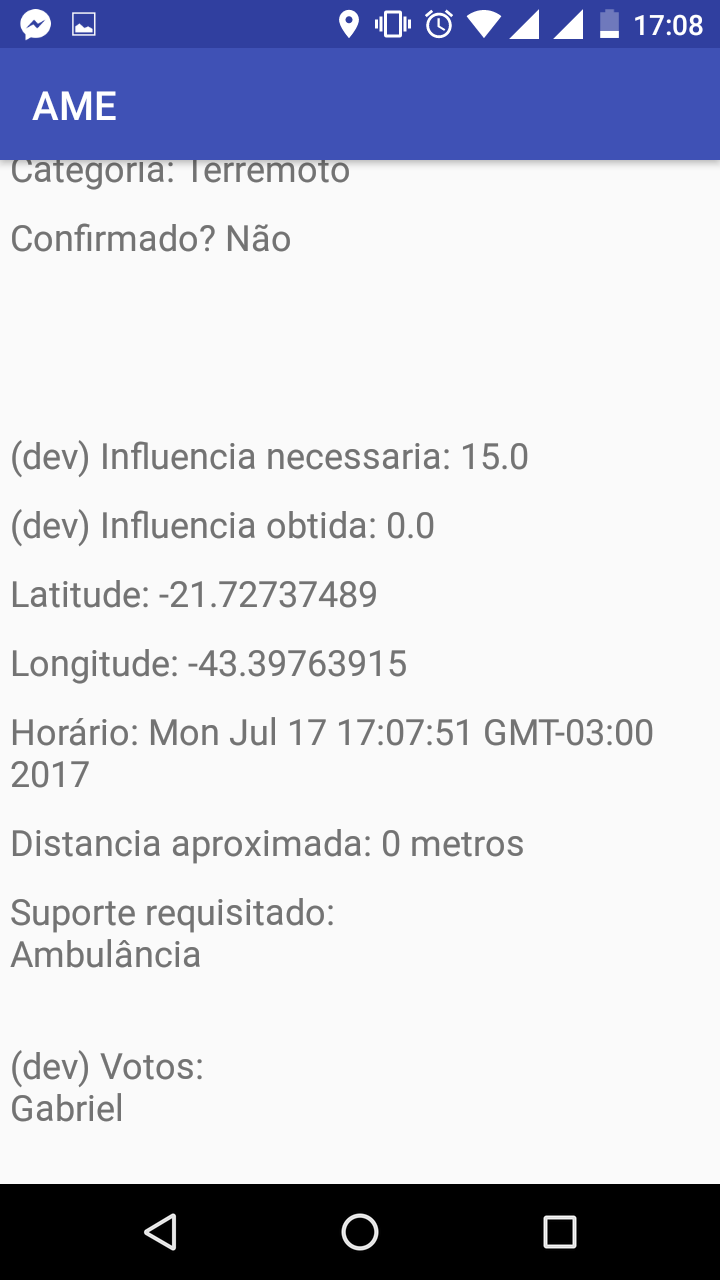 17:08
AME
Categoria: Terremoto
Confirmado? Não
(dev) Influencia necessaria: 15.0
(dev) Influencia obtida: 0.0
Latitude: -21.72737489
Longitude: -43.39763915
Horário: Mon Jul 17 17:07:51 GMT-03:00
2017
Distancia aproximada: 0 metros
Suporte requisitado:
Ambulância
(dev) Votos:
Gabriel